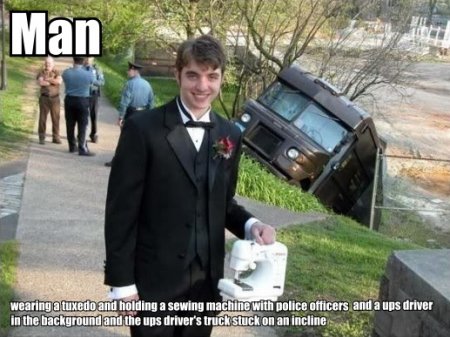 Man
wearing a tuxedo and holding a sewing machine with police officers and a ups driver
in the background and the ups driver's truck stuck on an incline